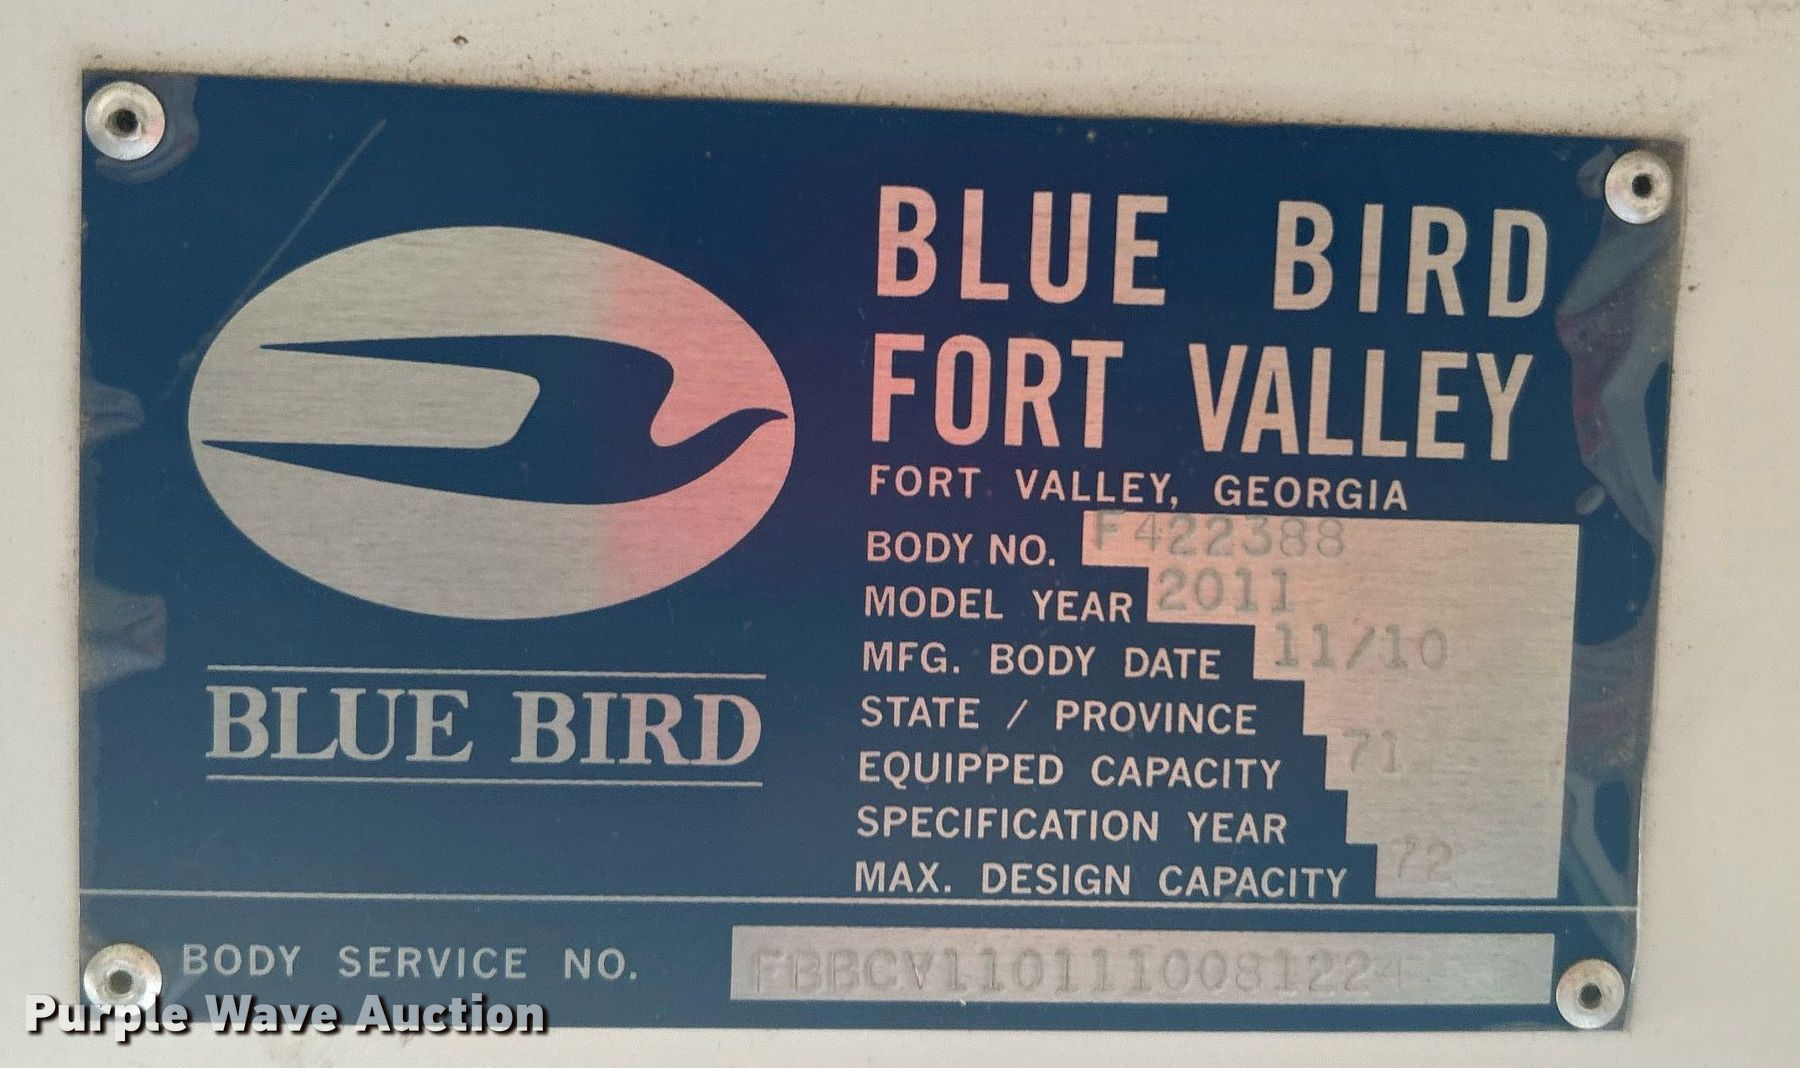 BLUE BIRD
FORT VALLEY
FORT VALLEY, GEORGIA
BODY NO. F422388
MODEL YEAR 2011
MFG. BODY DATE 11/10
STATE / PROVINCE
EQUIPPED CAPACITY 71
SPECIFICATION YEAR
MAX. DESIGN CAPACITY 72
BLUE BIRD
BODY SERVICE NO. FBBCV1101110081224
Purple Wave Auction